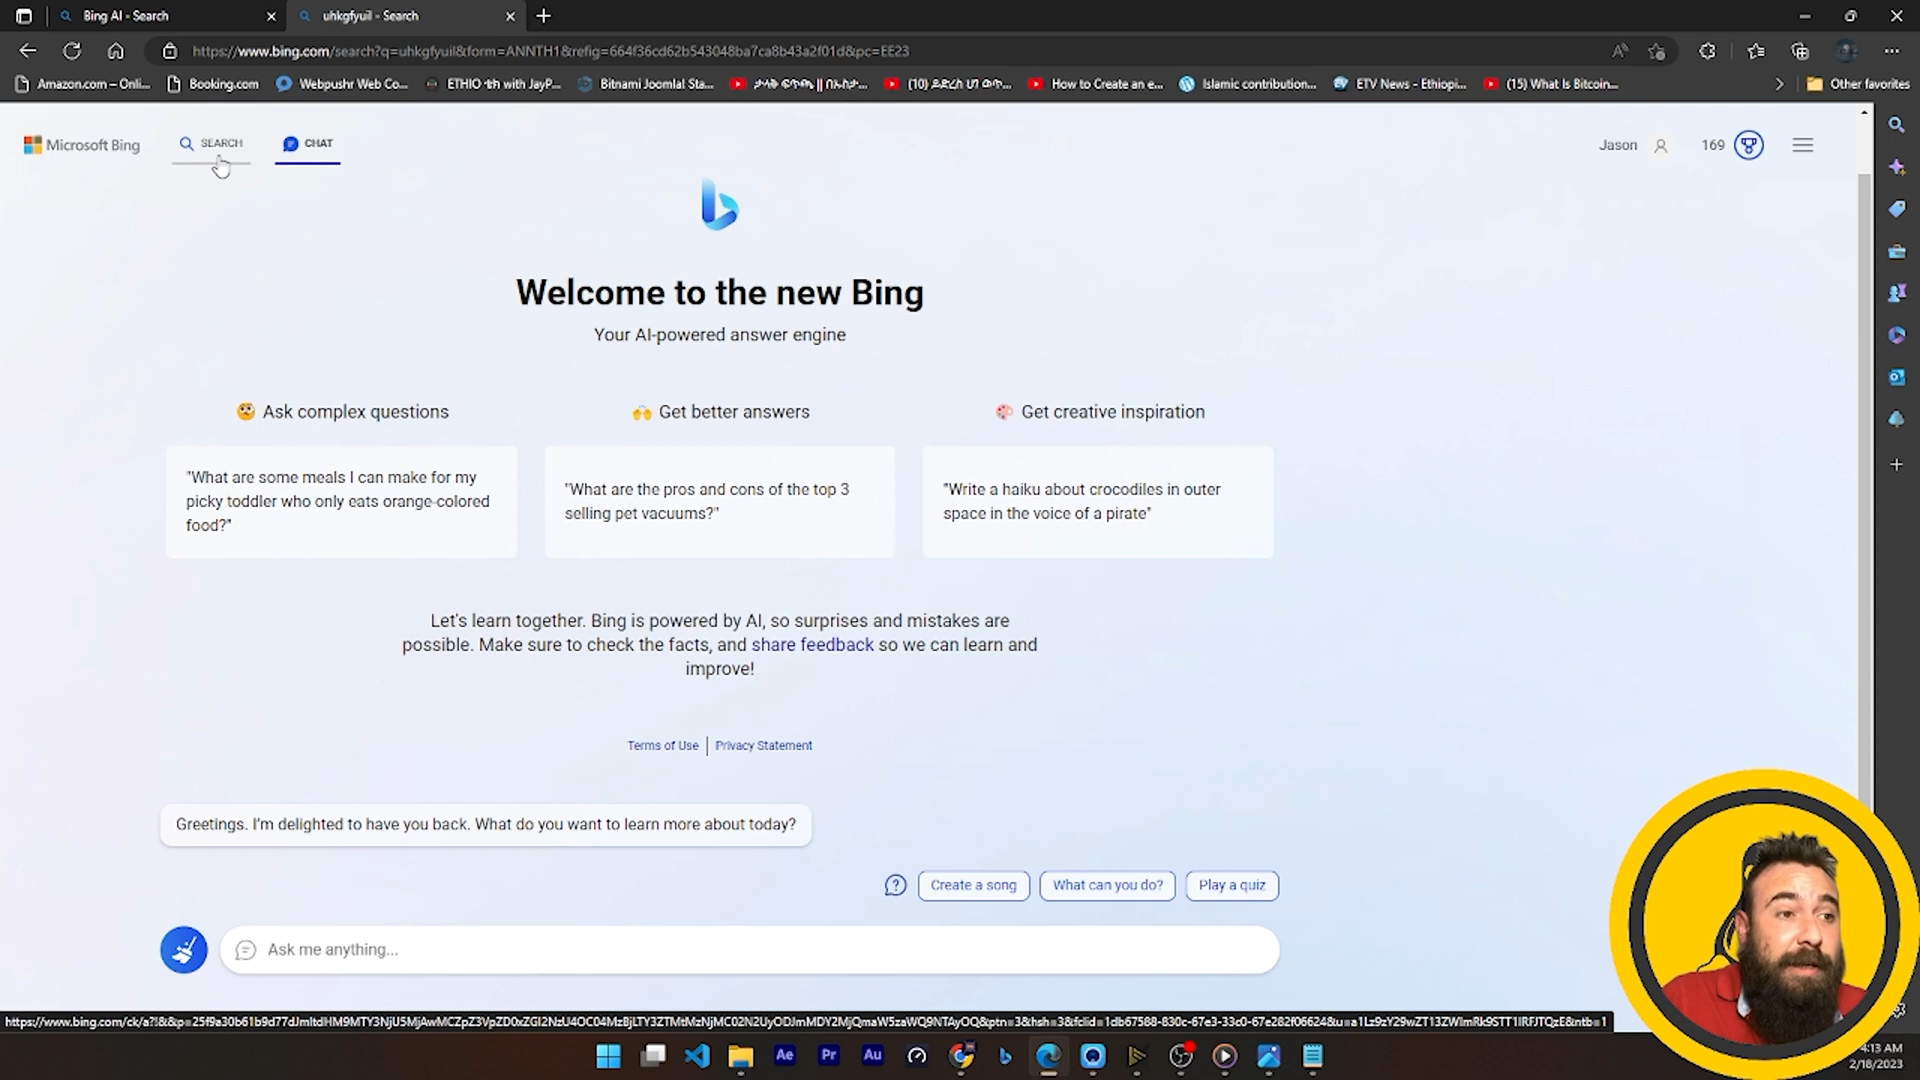 Bing AI - Search
uhkgfyuil - Search
https://www.bing.com/search?q=uhkgfyuil&form=ANNTH1&refig=664f36cd62b543048ba7ca8b43a2f01d&pc=EE23
Amazon.com – Onli...
Booking.com
Webpushr Web Co...
ETHIO ቴክ with JayP...
Bitnami Joomla! Sta...
How to Create an e...
Islamic contribution...
ETV News - Ethiopi...
(15) What Is Bitcoin...
Other favorites
Microsoft Bing
SEARCH
CHAT
Jason
169
Welcome to the new Bing
Your AI-powered answer engine
Ask complex questions
Get better answers
Get creative inspiration
"What are some meals I can make for my
picky toddler who only eats orange-colored
food?"
"What are the pros and cons of the top 3
selling pet vacuums?"
"Write a haiku about crocodiles in outer
space in the voice of a pirate"
Let's learn together. Bing is powered by AI, so surprises and mistakes are
possible. Make sure to check the facts, and share feedback so we can learn and
improve!
Terms of Use | Privacy Statement
Greetings. I'm delighted to have you back. What do you want to learn more about today?
Create a song
What can you do?
Play a quiz
Ask me anything...
Ae
Pr
Au
4:13 AM
2/18/2023